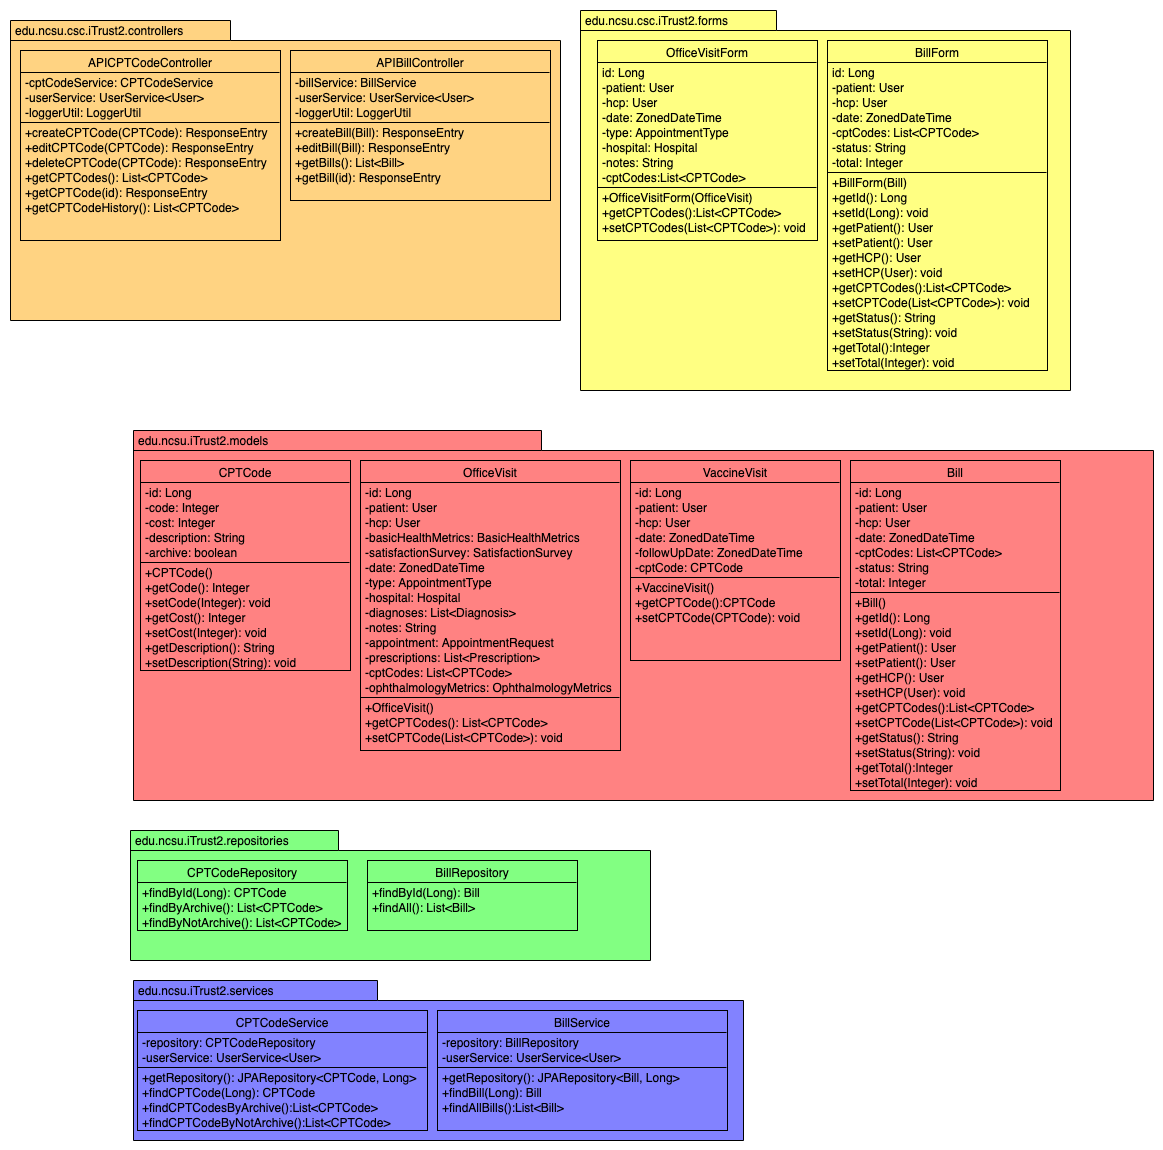 edu.ncsu.csc.iTrust2.controllers
APICPTCodeController
-cptCodeService: CPTCodeService
-userService: UserService<User>
-loggerUtil: LoggerUtil
+createCPTCode(CPTCode): ResponseEntry
+editCPTCode(CPTCode): ResponseEntry
+deleteCPTCode(CPTCode): ResponseEntry
+getCPTCodes(): List<CPTCode>
+getCPTCode(id): ResponseEntry
+getCPTCodeHistory(): List<CPTCode>
APIBillController
-billService: BillService
-userService: UserService<User>
-loggerUtil: LoggerUtil
+createBill(Bill): ResponseEntry
+editBill(Bill): ResponseEntry
+getBills(): List<Bill>
+getBill(id): ResponseEntry
edu.ncsu.csc.iTrust2.forms
OfficeVisitForm
id: Long
-patient: User
-hcp: User
-date: ZonedDateTime
-type: AppointmentType
-hospital: Hospital
-notes: String
-cptCodes:List<CPTCode>
+OfficeVisitForm(OfficeVisit)
+getCPTCodes():List<CPTCode>
+setCPTCodes(List<CPTCode>): void
BillForm
id: Long
-patient: User
-hcp: User
-date: ZonedDateTime
-cptCodes: List<CPTCode>
-status: String
-total: Integer
+BillForm(Bill)
+getId(): Long
+setId(Long): void
+getPatient(): User
+setPatient(): User
+getHCP(): User
+setHCP(User): void
+getCPTCodes():List<CPTCode>
+setCPTCode(List<CPTCode>): void
+getStatus(): String
+setStatus(String): void
+getTotal():Integer
+setTotal(Integer): void
edu.ncsu.iTrust2.models
CPTCode
-id: Long
-code: Integer
-cost: Integer
-description: String
-archive: boolean
+CPTCode()
+getCode(): Integer
+setCode(Integer): void
+getCost(): Integer
+setCost(Integer): void
+getDescription(): String
+setDescription(String): void
OfficeVisit
-id: Long
-patient: User
-hcp: User
-basicHealthMetrics: BasicHealthMetrics
-satisfactionSurvey: SatisfactionSurvey
-date: ZonedDateTime
-type: AppointmentType
-hospital: Hospital
-diagnoses: List<Diagnosis>
-notes: String
-appointment: AppointmentRequest
-prescriptions: List<Prescription>
-cptCodes: List<CPTCode>
-ophthalmologyMetrics: OphthalmologyMetrics
+OfficeVisit()
+getCPTCodes(): List<CPTCode>
+setCPTCode(List<CPTCode>): void
VaccineVisit
-id: Long
-patient: User
-hcp: User
-date: ZonedDateTime
-followUpDate: ZonedDateTime
-cptCode: CPTCode
+VaccineVisit()
+getCPTCode():CPTCode
+setCPTCode(CPTCode): void
Bill
-id: Long
-patient: User
-hcp: User
-date: ZonedDateTime
-cptCodes: List<CPTCode>
-status: String
-total: Integer
+Bill()
+getId(): Long
+setId(Long): void
+getPatient(): User
+setPatient(): User
+getHCP(): User
+setHCP(User): void
+getCPTCodes():List<CPTCode>
+setCPTCode(List<CPTCode>): void
+getStatus(): String
+setStatus(String): void
+getTotal():Integer
+setTotal(Integer): void
edu.ncsu.iTrust2.repositories
CPTCodeRepository
+findById(Long): CPTCode
+findByArchive(): List<CPTCode>
+findByNotArchive(): List<CPTCode>
BillRepository
+findById(Long): Bill
+findAll(): List<Bill>
edu.ncsu.iTrust2.services
CPTCodeService
-repository: CPTCodeRepository
-userService: UserService<User>
+getRepository(): JPARepository<CPTCode, Long>
+findCPTCode(Long): CPTCode
+findCPTCodesByArchive():List<CPTCode>
+findCPTCodeByNotArchive():List<CPTCode>
BillService
-repository: BillRepository
-userService: UserService<User>
+getRepository(): JPARepository<Bill, Long>
+findBill(Long): Bill
+findAllBills():List<Bill>